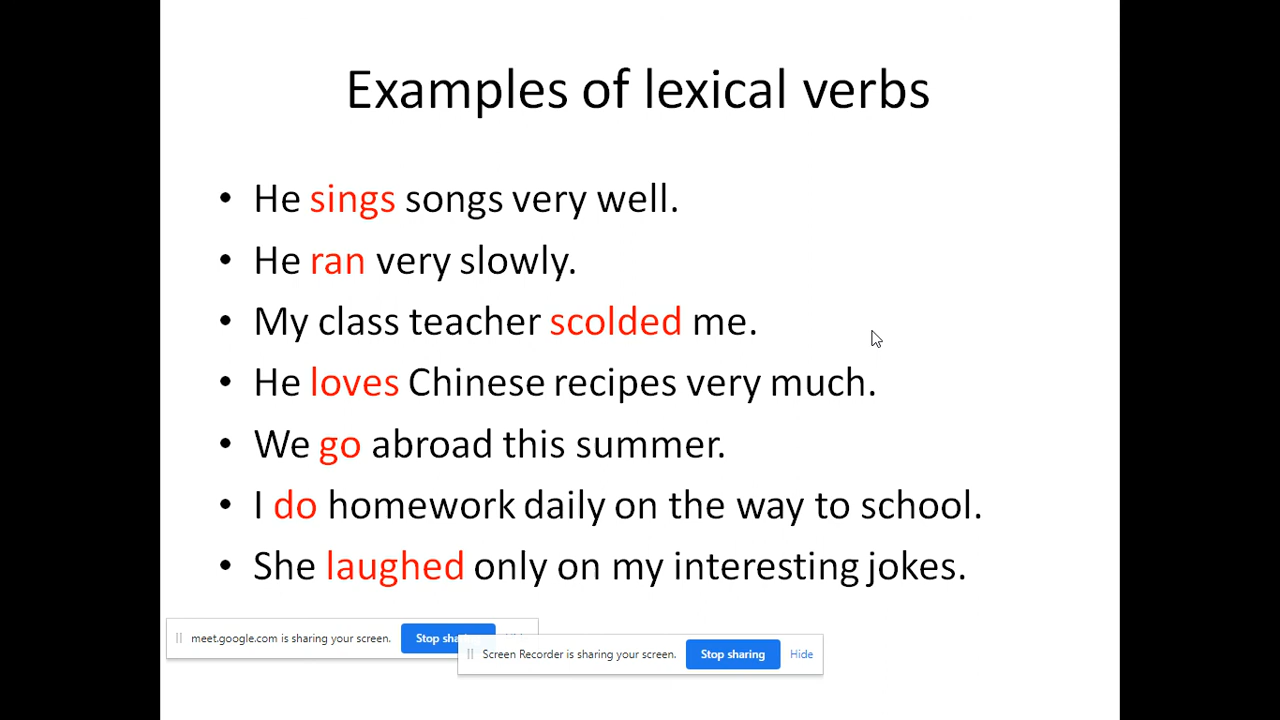 Examples of lexical verbs
• He sings songs very well.
• He ran very slowly.
• My class teacher scolded me.
• He loves Chinese recipes very much.
• We go abroad this summer.
• I do homework daily on the way to school.
• She laughed only on my interesting jokes.
meet.google.com is sharing your screen. Stop
Screen Recorder is sharing your screen. Stop sharing Hide